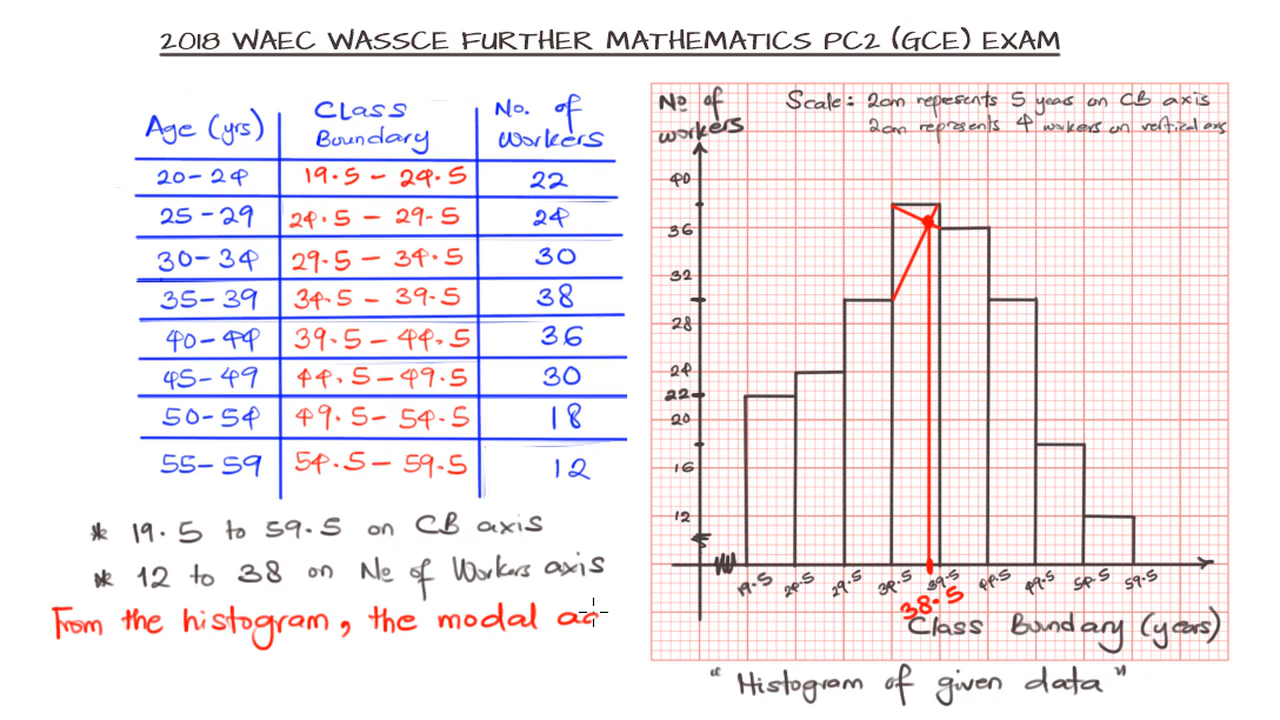 2018 WAEC WASSCE FURTHER MATHEMATICS PC2 (GCE) EXAM
Age (yrs) Class Boundary No. of workers
20-24 19.5 - 24.5 22
25-29 24.5 - 29.5 24
30-34 29.5 - 34.5 30
35-39 34.5 - 39.5 38
40-44 39.5 - 44.5 36
45-49 44.5 - 49.5 30
50-54 49.5 - 54.5 18
55-59 54.5 - 59.5 12
* 19.5 to 59.5 on CB axis
* 12 to 38 on No of Workers axis
From the histogram, the modal ag
No of workers
Scale: 2cm repesents 5 years on CB axis
2cm represents 4 workers on vertical axis
40
36
32
28
24
22
20
16
12
19.5 24.5 29.5 34.5 39.5 44.5 49.5 54.5 59.5
38.5
Class Bundary (years)
"Histogram of given data"